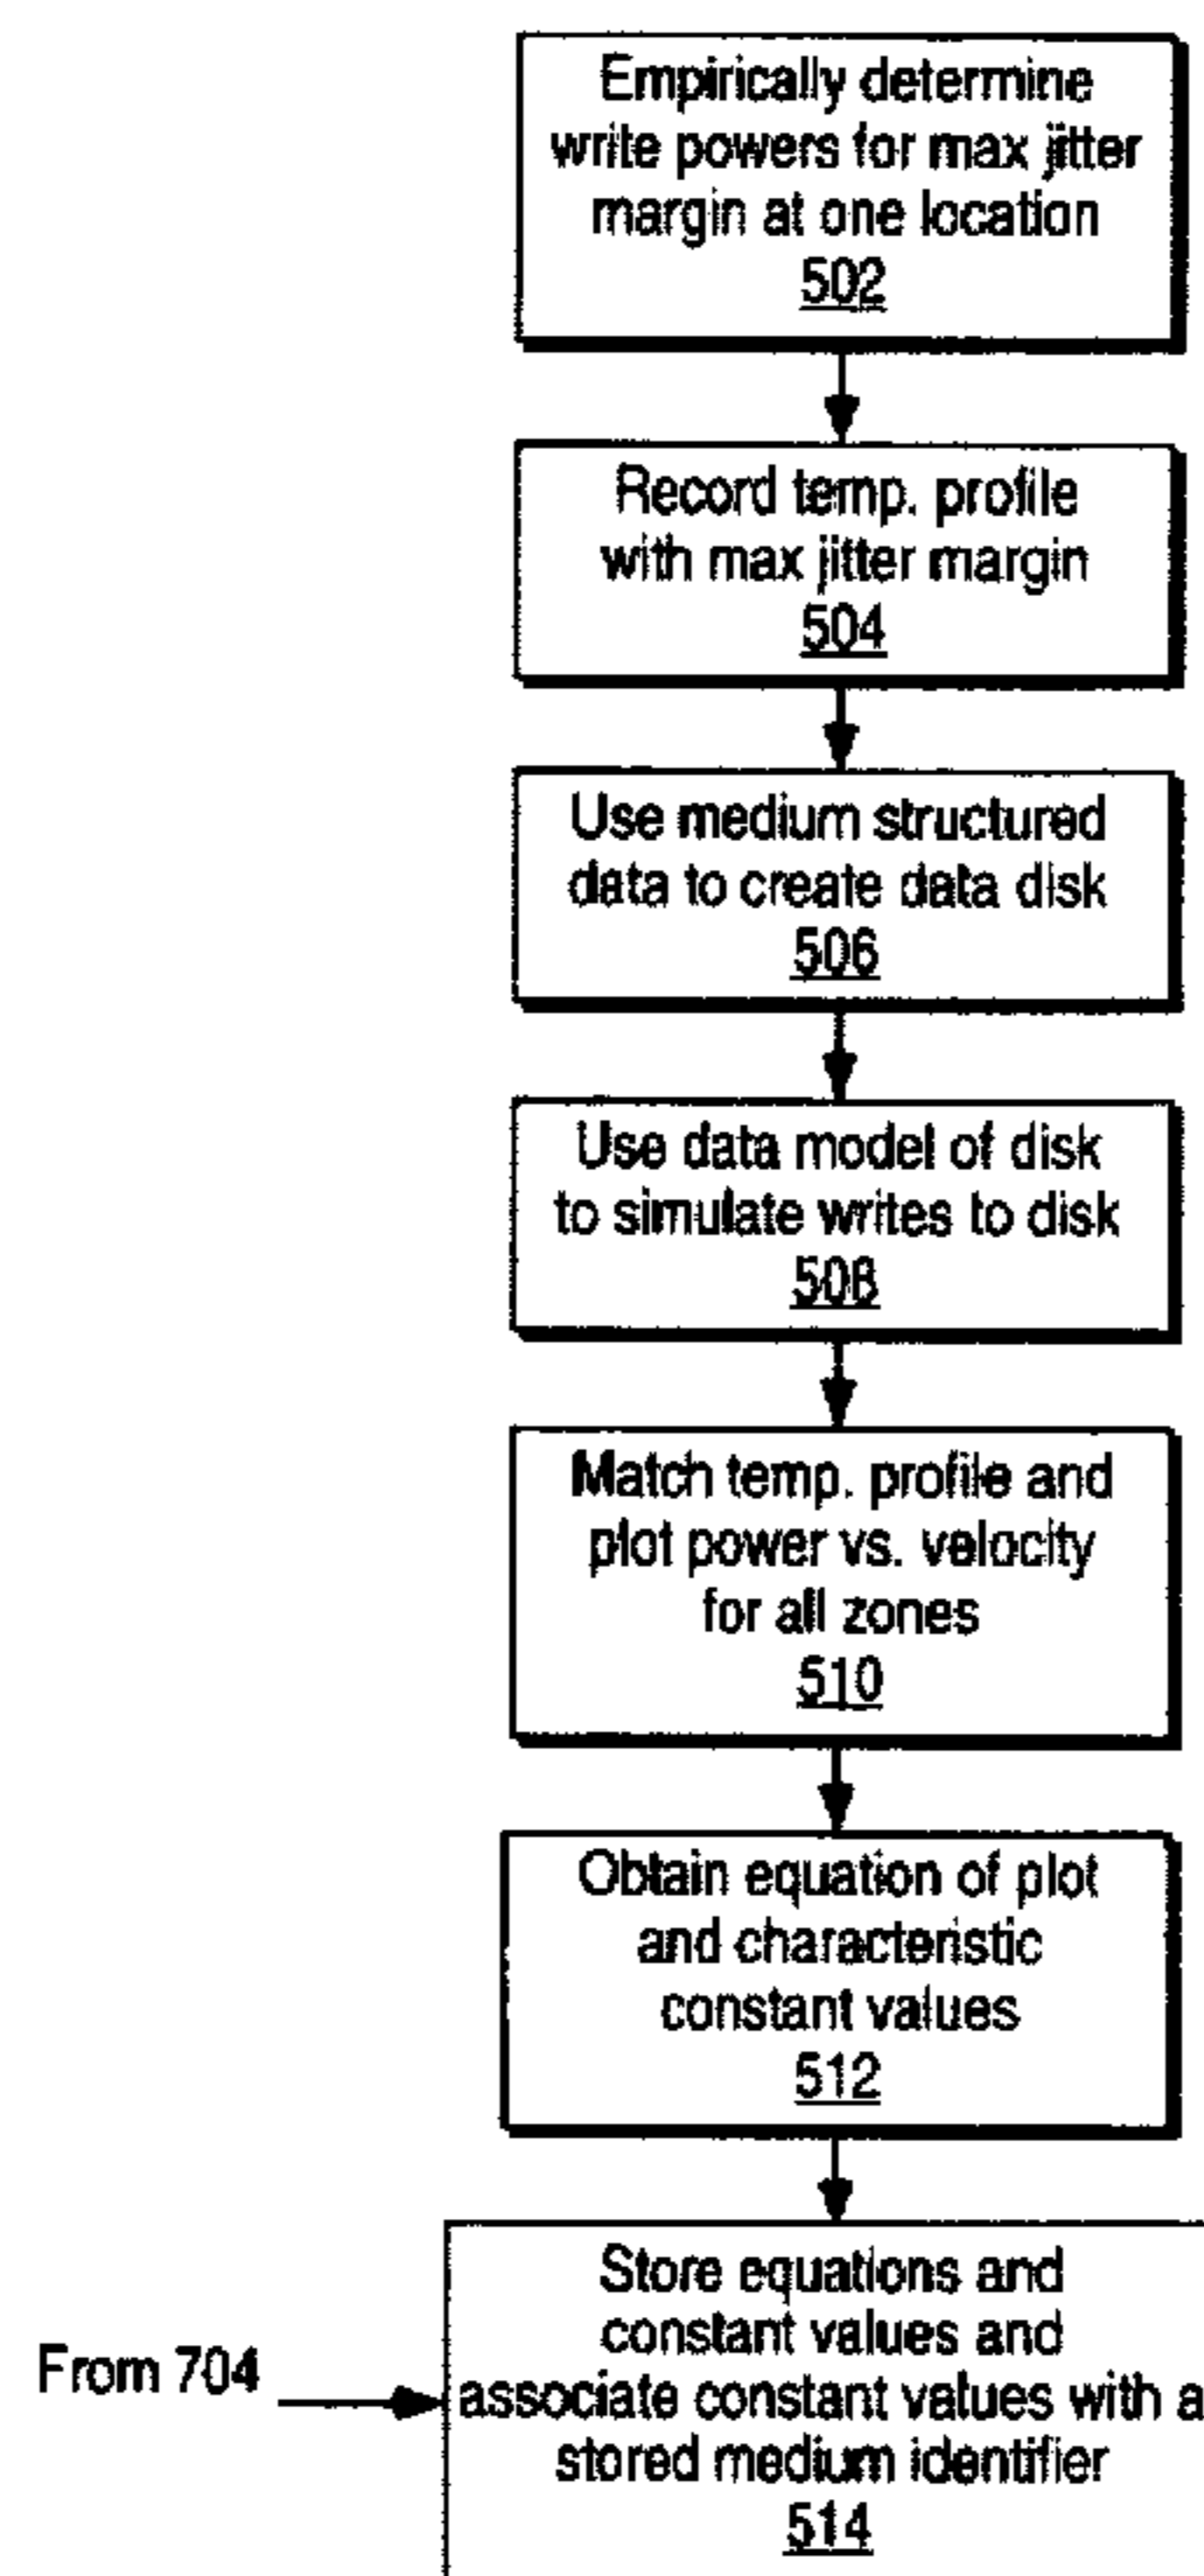 Empirically determine
write powers for max jitter
margin at one location
502
Record temp. profile
with max jitter margin
504
Use medium structured
data to create data disk
506
Use data model of disk
to simulate writes to disk
508
Match temp. profile and
plot power vs. velocity
for all zones
510
Obtain equation of plot
and characteristic
constant values
512
Store equations and
constant values and
From 704
associate constant values with a
stored medium identifier
514